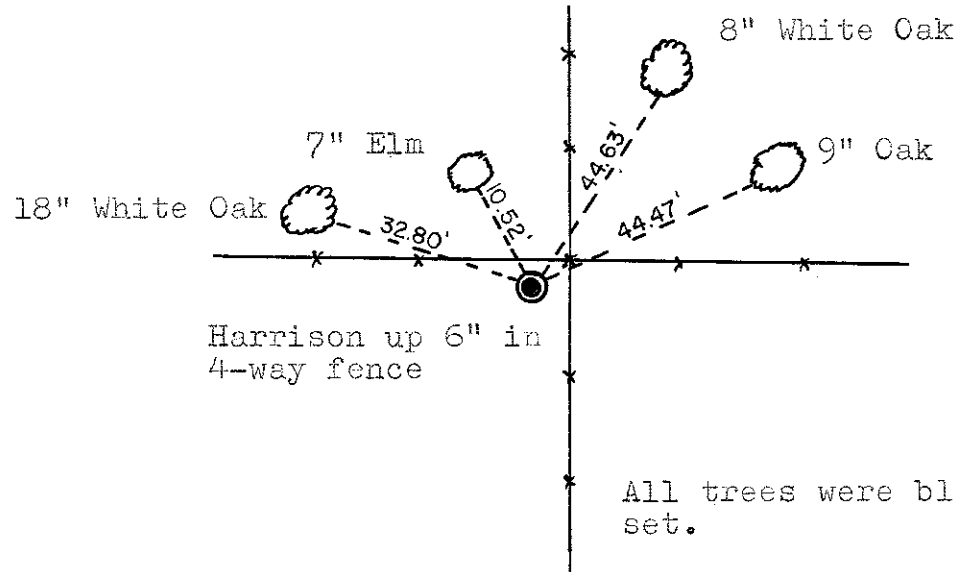 8" White Oak
7" Elm
9" Oak
18" White Oak
44.63'
10.52'
44.47'
32.80'
Harrison up 6" in
4-way fence
All trees were bl
set.